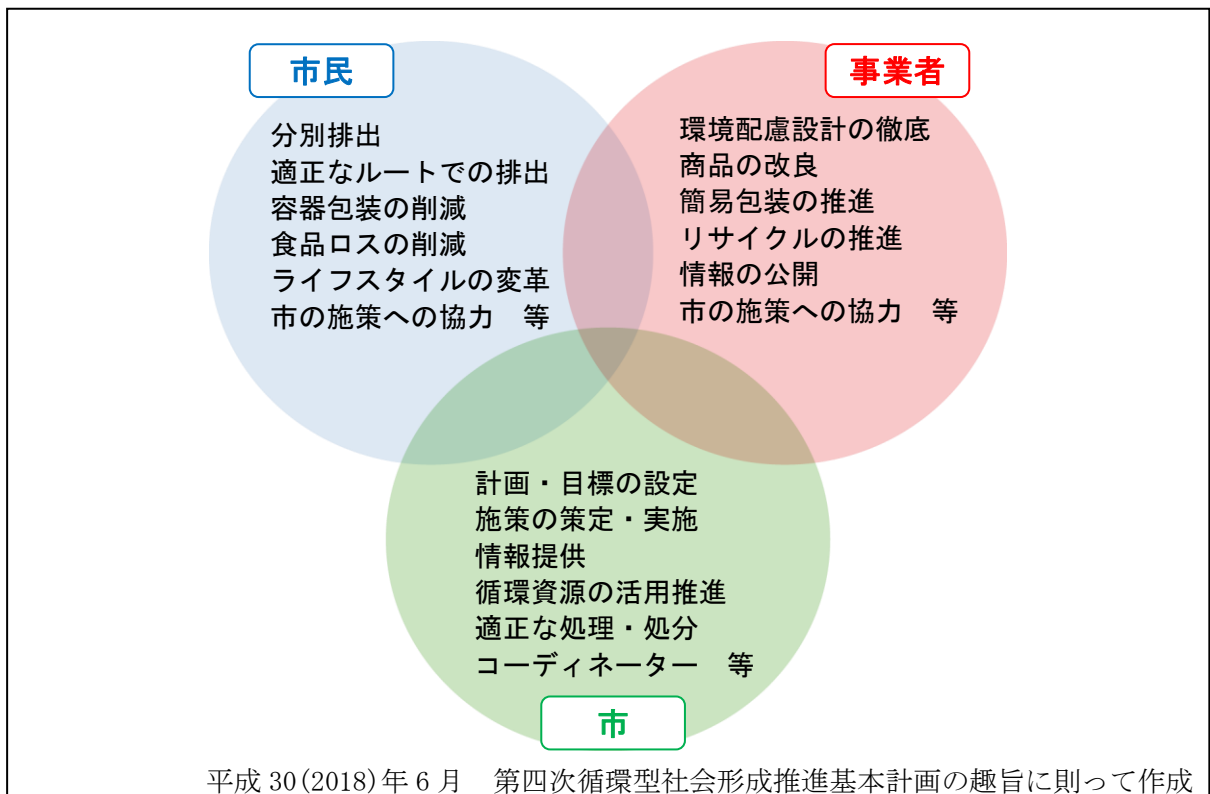 市民
分別排出
適正なルートでの排出
容器包装の削減
食品ロスの削減
ライフスタイルの変革
市の施策への協力　等
事業者
環境配慮設計の徹底
商品の改良
簡易包装の推進
リサイクルの推進
情報の公開
市の施策への協力　等
計画・目標の設定
施策の策定・実施
情報提供
循環資源の活用推進
適正な処理・処分
コーディネーター　等
市
平成 30(2018)年 6 月　第四次循環型社会形成推進基本計画の趣旨に則って作成